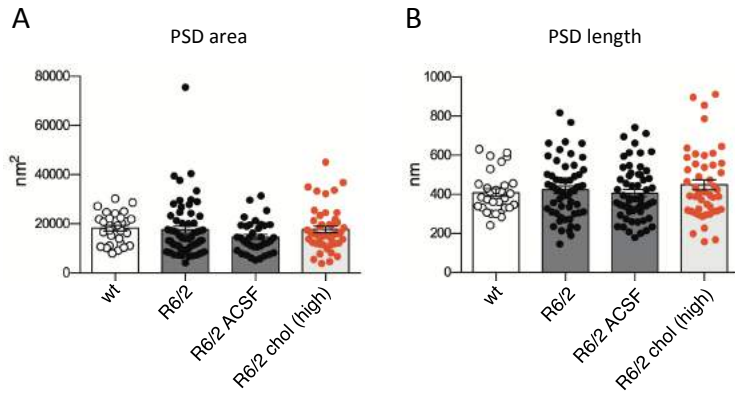 A
PSD area
80000
60000
40000
20000
0
nm²
wt
R6/2
R6/2 ACSF
R6/2 chol (high)
B
PSD length
1000
800
600
400
200
0
nm
wt
R6/2
R6/2 ACSF
R6/2 chol (high)